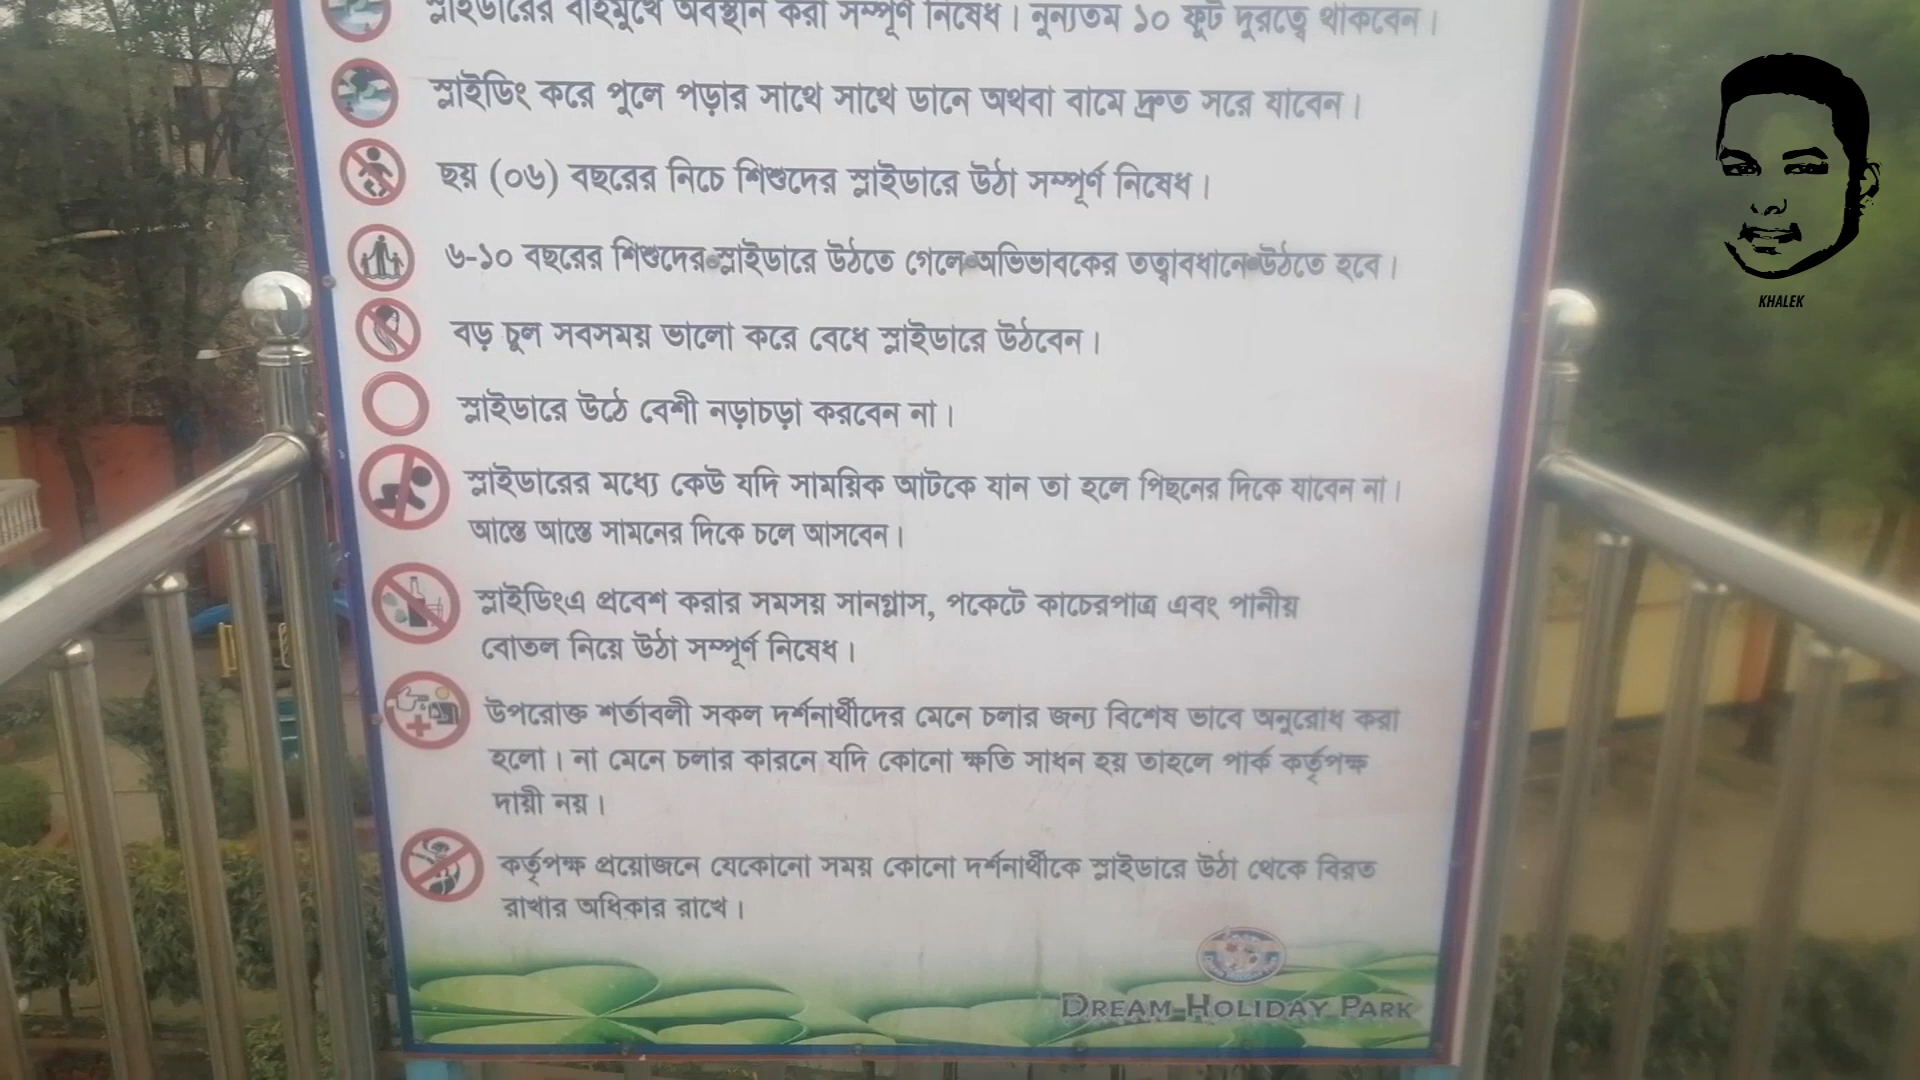 স্লাইডারের বাহিমুখে অবস্থান করা সম্পূর্ণ নিষেধ। নুন্যতম ১০ ফুট দুরত্বে থাকবেন।
স্লাইডিং করে পুলে পড়ার সাথে সাথে ডানে অথবা বামে দ্রুত সরে যাবেন।
ছয় (০৬) বছরের নিচে শিশুদের স্লাইডারে উঠা সম্পূর্ণ নিষেধ।
৬-১০ বছরের শিশুদের স্লাইডারে উঠতে গেলে অভিভাবকের তত্বাবধানে উঠতে হবে।
বড় চুল সবসময় ভালো করে বেধে স্লাইডারে উঠবেন।
স্লাইডারে উঠে বেশী নড়াচড়া করবেন না।
স্লাইডারের মধ্যে কেউ যদি সাময়িক আটকে যান তা হলে পিছনের দিকে যাবেন না।
আস্তে আস্তে সামনের দিকে চলে আসবেন।
স্লাইডিংএ প্রবেশ করার সমসয় সানগ্লাস, পকেটে কাচেরপাত্র এবং পানীয়
বোতল নিয়ে উঠা সম্পূর্ণ নিষেধ।
উপরোক্ত শর্তাবলী সকল দর্শনার্থীদের মেনে চলার জন্য বিশেষ ভাবে অনুরোধ করা
হলো। না মেনে চলার কারনে যদি কোনো ক্ষতি সাধন হয় তাহলে পার্ক কর্তৃপক্ষ
দায়ী নয়।
কর্তৃপক্ষ প্রয়োজনে যেকোনো সময় কোনো দর্শনার্থীকে স্লাইডারে উঠা থেকে বিরত
রাখার অধিকার রাখে।
DREAM HOLIDAY PARK
KHALEK